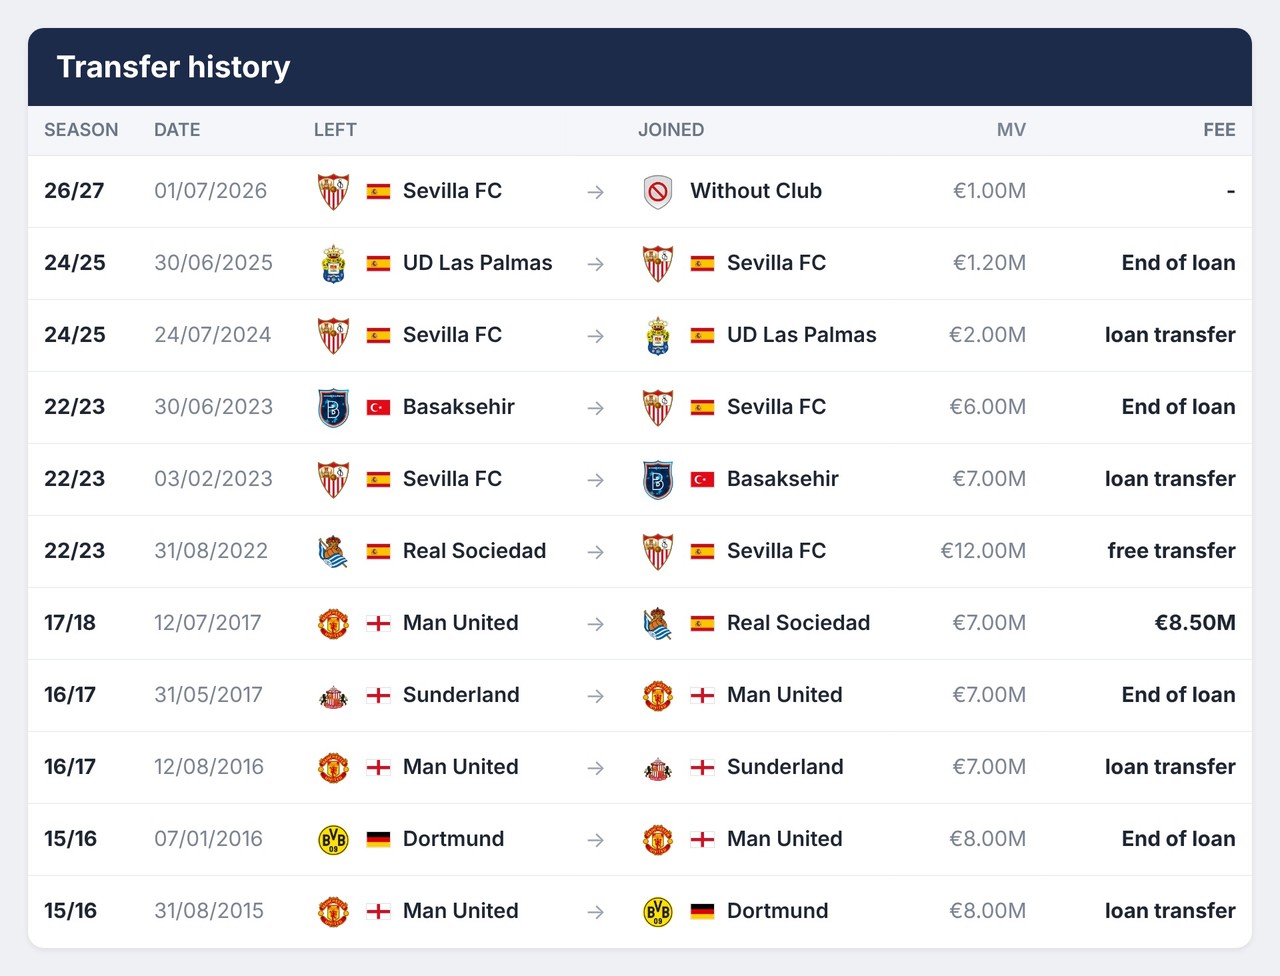 Transfer history
SEASON DATE LEFT JOINED MV FEE
26/27 01/07/2026 Sevilla FC → Without Club €1.00M -
24/25 30/06/2025 UD Las Palmas → Sevilla FC €1.20M End of loan
24/25 24/07/2024 Sevilla FC → UD Las Palmas €2.00M loan transfer
22/23 30/06/2023 Basaksehir → Sevilla FC €6.00M End of loan
22/23 03/02/2023 Sevilla FC → Basaksehir €7.00M loan transfer
22/23 31/08/2022 Real Sociedad → Sevilla FC €12.00M free transfer
17/18 12/07/2017 Man United → Real Sociedad €7.00M €8.50M
16/17 31/05/2017 Sunderland → Man United €7.00M End of loan
16/17 12/08/2016 Man United → Sunderland €7.00M loan transfer
15/16 07/01/2016 Dortmund → Man United €8.00M End of loan
15/16 31/08/2015 Man United → Dortmund €8.00M loan transfer